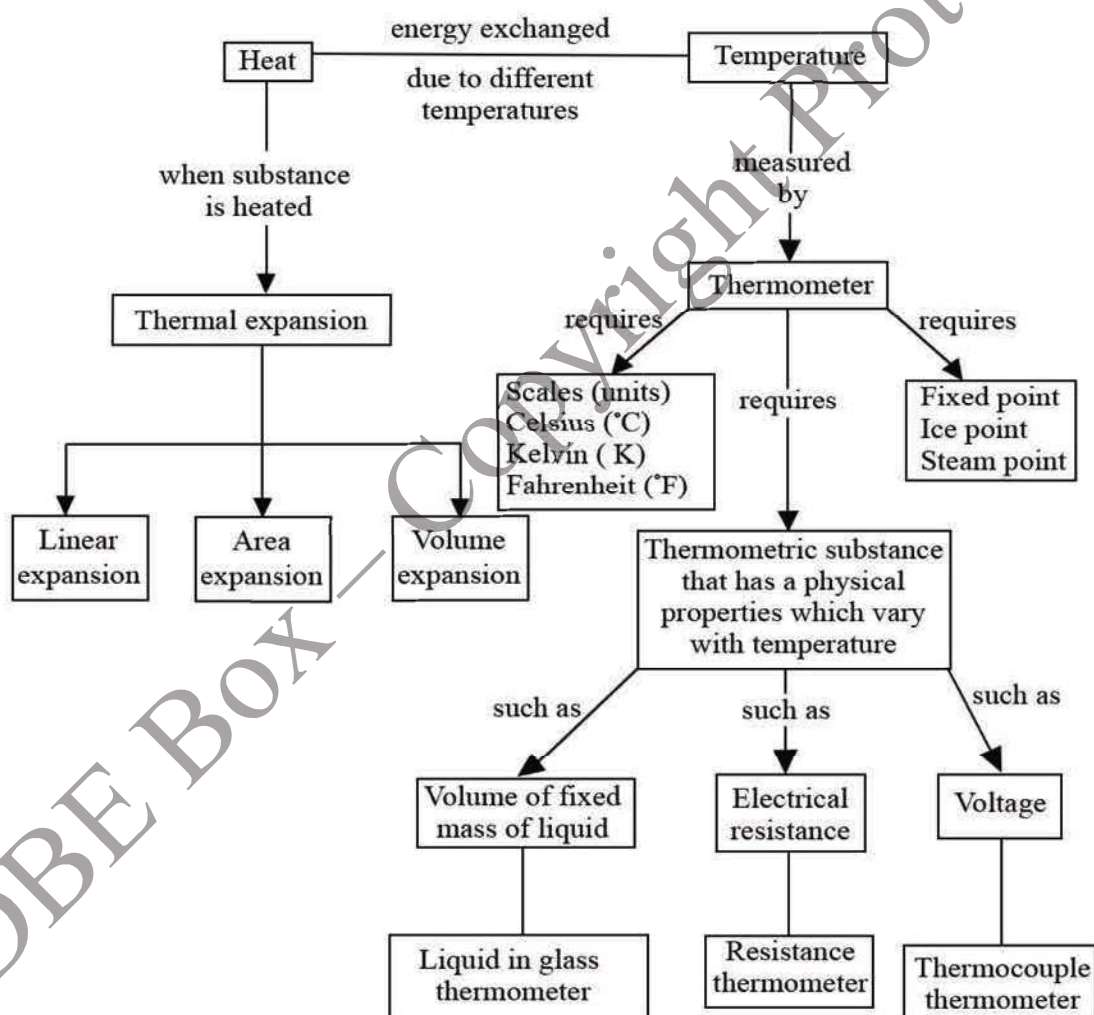 Heat
energy exchanged
due to different
temperatures
Temperature
when substance
is heated
measured
by
Thermal expansion
Thermometer
requires
requires
requires
Scales (units)
Celsius (°C)
Kelvin ( K)
Fahrenheit (°F)
Fixed point
Ice point
Steam point
Linear
expansion
Area
expansion
Volume
expansion
Thermometric substance
that has a physical
properties which vary
with temperature
such as
such as
such as
Volume of fixed
mass of liquid
Electrical
resistance
Voltage
Liquid in glass
thermometer
Resistance
thermometer
Thermocouple
thermometer
DBE Box – Copyright Prot